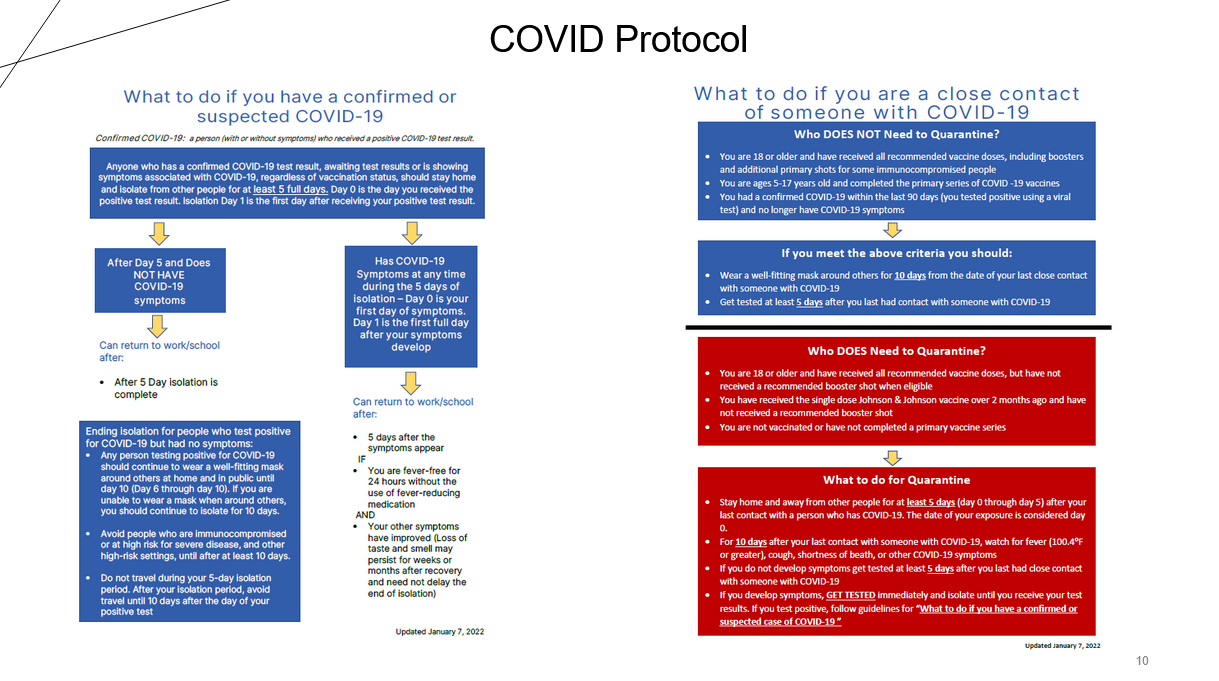 COVID Protocol
What to do if you have a confirmed or
suspected COVID-19
Confirmed COVID-19: a person (with or without symptoms) who received a positive COVID-19 test result.
Anyone who has a confirmed COVID-19 test result, awaiting test results or is showing
symptoms associated with COVID-19, regardless of vaccination status, should stay home
and isolate from other people for at least 5 full days. Day 0 is the day you received the
positive test result. Isolation Day 1 is the first day after receiving your positive test result.
After Day 5 and Does
NOT HAVE
COVID-19
symptoms
Can return to work/school
after:
• After 5 Day isolation is
complete
Ending isolation for people who test positive
for COVID-19 but had no symptoms:
• Any person testing positive for COVID-19
should continue to wear a well-fitting mask
around others at home and in public until
day 10 (Day 6 through day 10). If you are
unable to wear a mask when around others,
you should continue to isolate for 10 days.
• Avoid people who are immunocompromised
or at high risk for severe disease, and other
high-risk settings, until after at least 10 days.
• Do not travel during your 5-day isolation
period. After your isolation period, avoid
travel until 10 days after the day of your
positive test
Has COVID-19
Symptoms at any time
during the 5 days of
isolation – Day 0 is your
first day of symptoms.
Day 1 is the first full day
after your symptoms
develop
Can return to work/school
after:
• 5 days after the
symptoms appear
IF
• You are fever-free for
24 hours without the
use of fever-reducing
medication
AND
• Your other symptoms
have improved (Loss of
taste and smell may
persist for weeks or
months after recovery
and need not delay the
end of isolation)
Updated January 7, 2022
What to do if you are a close contact
of someone with COVID-19
Who DOES NOT Need to Quarantine?
• You are 18 or older and have received all recommended vaccine doses, including boosters
and additional primary shots for some immunocompromised people
• You are ages 5-17 years old and completed the primary series of COVID -19 vaccines
• You had a confirmed COVID-19 within the last 90 days (you tested positive using a viral
test) and no longer have COVID-19 symptoms
If you meet the above criteria you should:
• Wear a well-fitting mask around others for 10 days from the date of your last close contact
with someone with COVID-19
• Get tested at least 5 days after you last had contact with someone with COVID-19
Who DOES Need to Quarantine?
• You are 18 or older and have received all recommended vaccine doses, but have not
received a recommended booster shot when eligible
• You have received the single dose Johnson & Johnson vaccine over 2 months ago and have
not received a recommended booster shot
• You are not vaccinated or have not completed a primary vaccine series
What to do for Quarantine
• Stay home and away from other people for at least 5 days (day 0 through day 5) after your
last contact with a person who has COVID-19. The date of your exposure is considered day
0.
• For 10 days after your last contact with someone with COVID-19, watch for fever (100.4°F
or greater), cough, shortness of beath, or other COVID-19 symptoms
• If you do not develop symptoms get tested at least 5 days after you last had close contact
with someone with COVID-19
• If you develop symptoms, GET TESTED immediately and isolate until you receive your test
results. If you test positive, follow guidelines for "What to do if you have a confirmed or
suspected case of COVID-19 "
Updated January 7, 2022
10